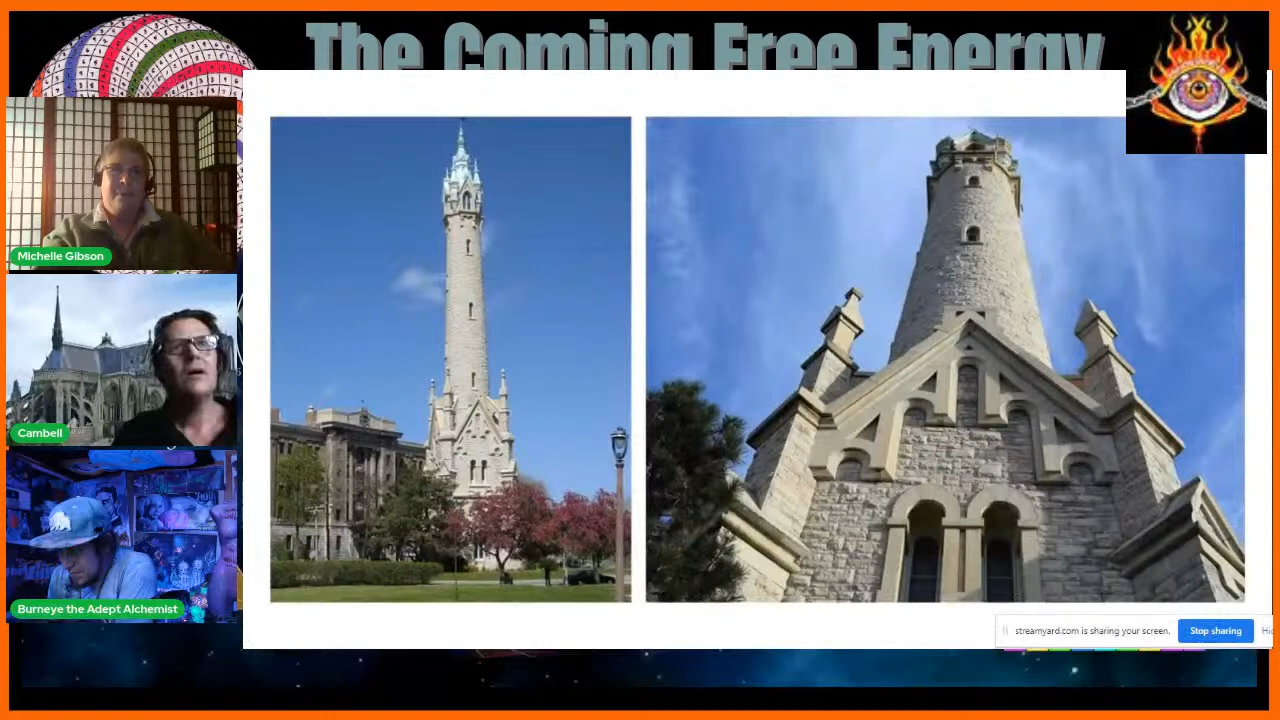 The Coming Free Energy
Michelle Gibson
Cambell
Burneye the Adept Alchemist
streamyard.com is sharing your screen.
Stop sharing
Hid